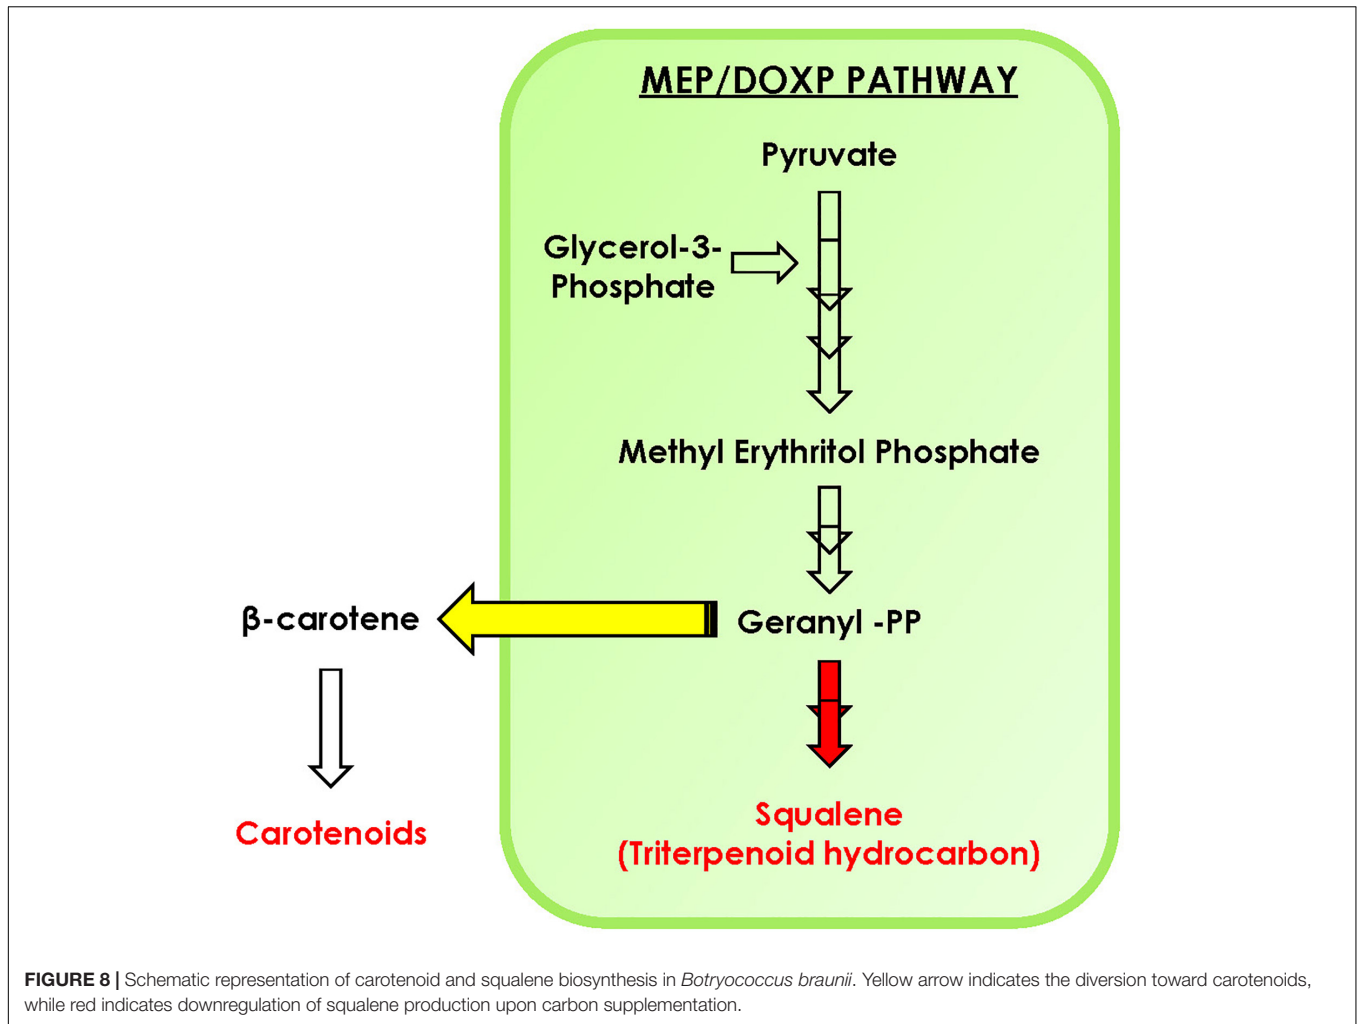 MEP/DOXP PATHWAY
Pyruvate
Glycerol-3-
Phosphate
Methyl Erythritol Phosphate
β-carotene
Geranyl -PP
Carotenoids
Squalene
(Triterpenoid hydrocarbon)
FIGURE 8 | Schematic representation of carotenoid and squalene biosynthesis in Botryococcus braunii. Yellow arrow indicates the diversion toward carotenoids,
while red indicates downregulation of squalene production upon carbon supplementation.